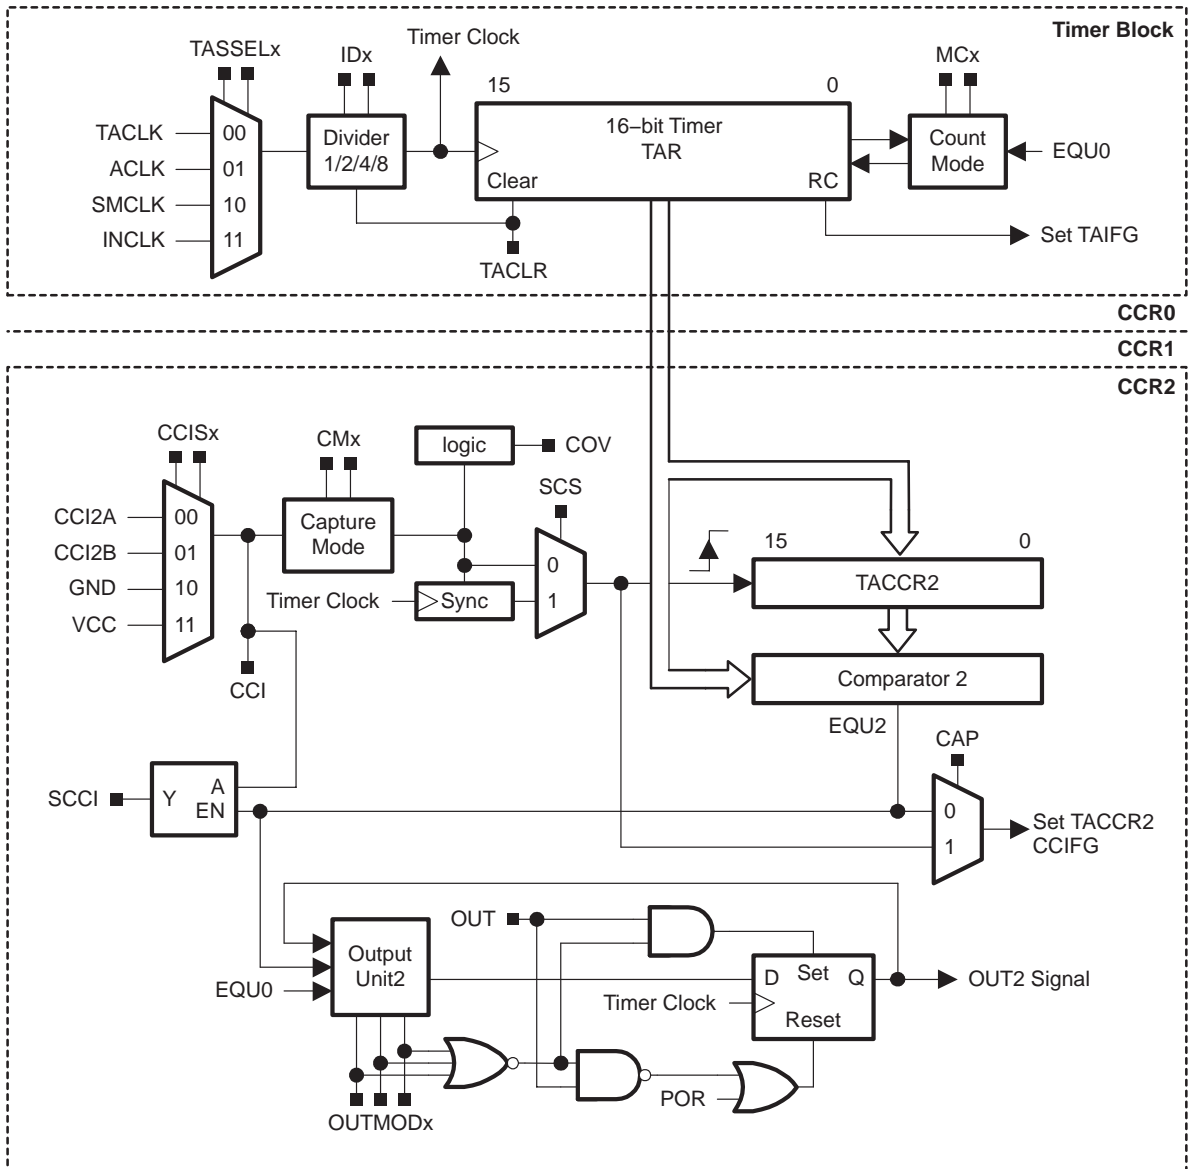 Timer Block
TASSELx
IDx
Timer Clock
15
0
MCx
TACLK
ACLK
SMCLK
INCLK
00
01
10
11
Divider
1/2/4/8
16−bit Timer
TAR
Clear
RC
Count
Mode
EQU0
Set TAIFG
TACLR
CCR0
CCR1
CCR2
CCISx
CMx
logic
COV
SCS
CCI2A
CCI2B
GND
VCC
00
01
10
11
Capture
Mode
0
1
15
0
TACCR2
Timer Clock
Sync
CCI
Comparator 2
EQU2
CAP
SCCI
Y
A
EN
0
1
Set TACCR2
CCIFG
OUT
Output
Unit2
EQU0
D
Set
Q
OUT2 Signal
Timer Clock
Reset
POR
OUTMODx